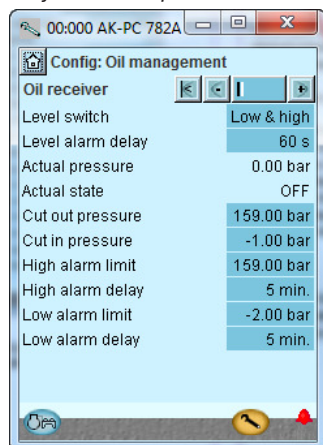 00:000 AK-PC 782A
Config: Oil management
Oil receiver
Level switch Low & high
Level alarm delay 60 s
Actual pressure 0.00 bar
Actual state OFF
Cut out pressure 159.00 bar
Cut in pressure -1.00 bar
High alarm limit 159.00 bar
High alarm delay 5 min.
Low alarm limit -2.00 bar
Low alarm delay 5 min.